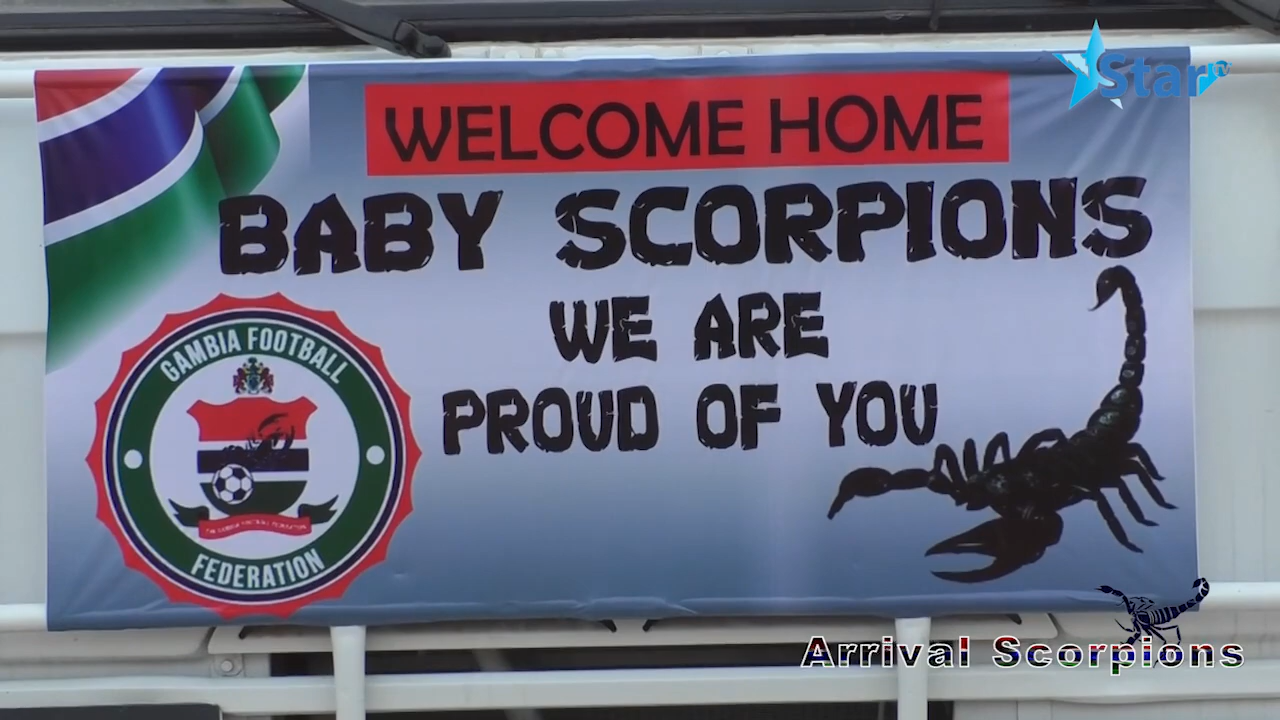 Star TV
WELCOME HOME
BABY SCORPIONS
WE ARE
PROUD OF YOU
GAMBIA FOOTBALL
FEDERATION
Arrival Scorpions